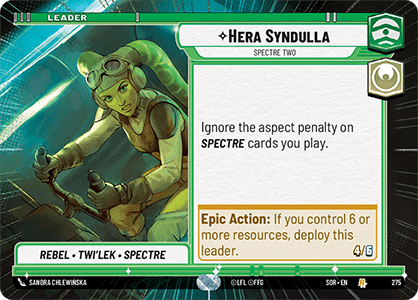 LEADER
HERA SYNDULLA
SPECTRE TWO
Ignore the aspect penalty on
SPECTRE cards you play.
Epic Action: If you control 6 or
more resources, deploy this
leader.
4/6
REBEL • TWI'LEK • SPECTRE
SANDRA CHLEWIŃSKA
©LFL ©FFG
SOR • EN
275